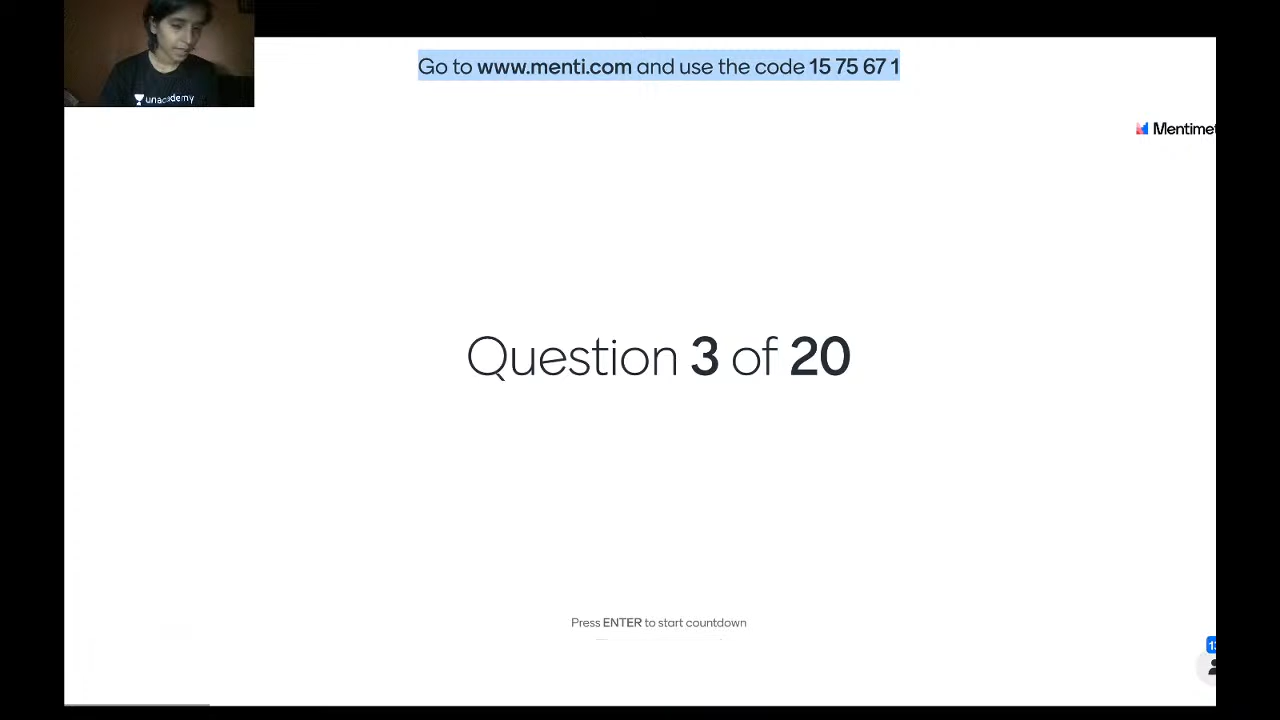 unacademy
Go to www.menti.com and use the code 15 75 67 1
Mentimet
Question 3 of 20
Press ENTER to start countdown